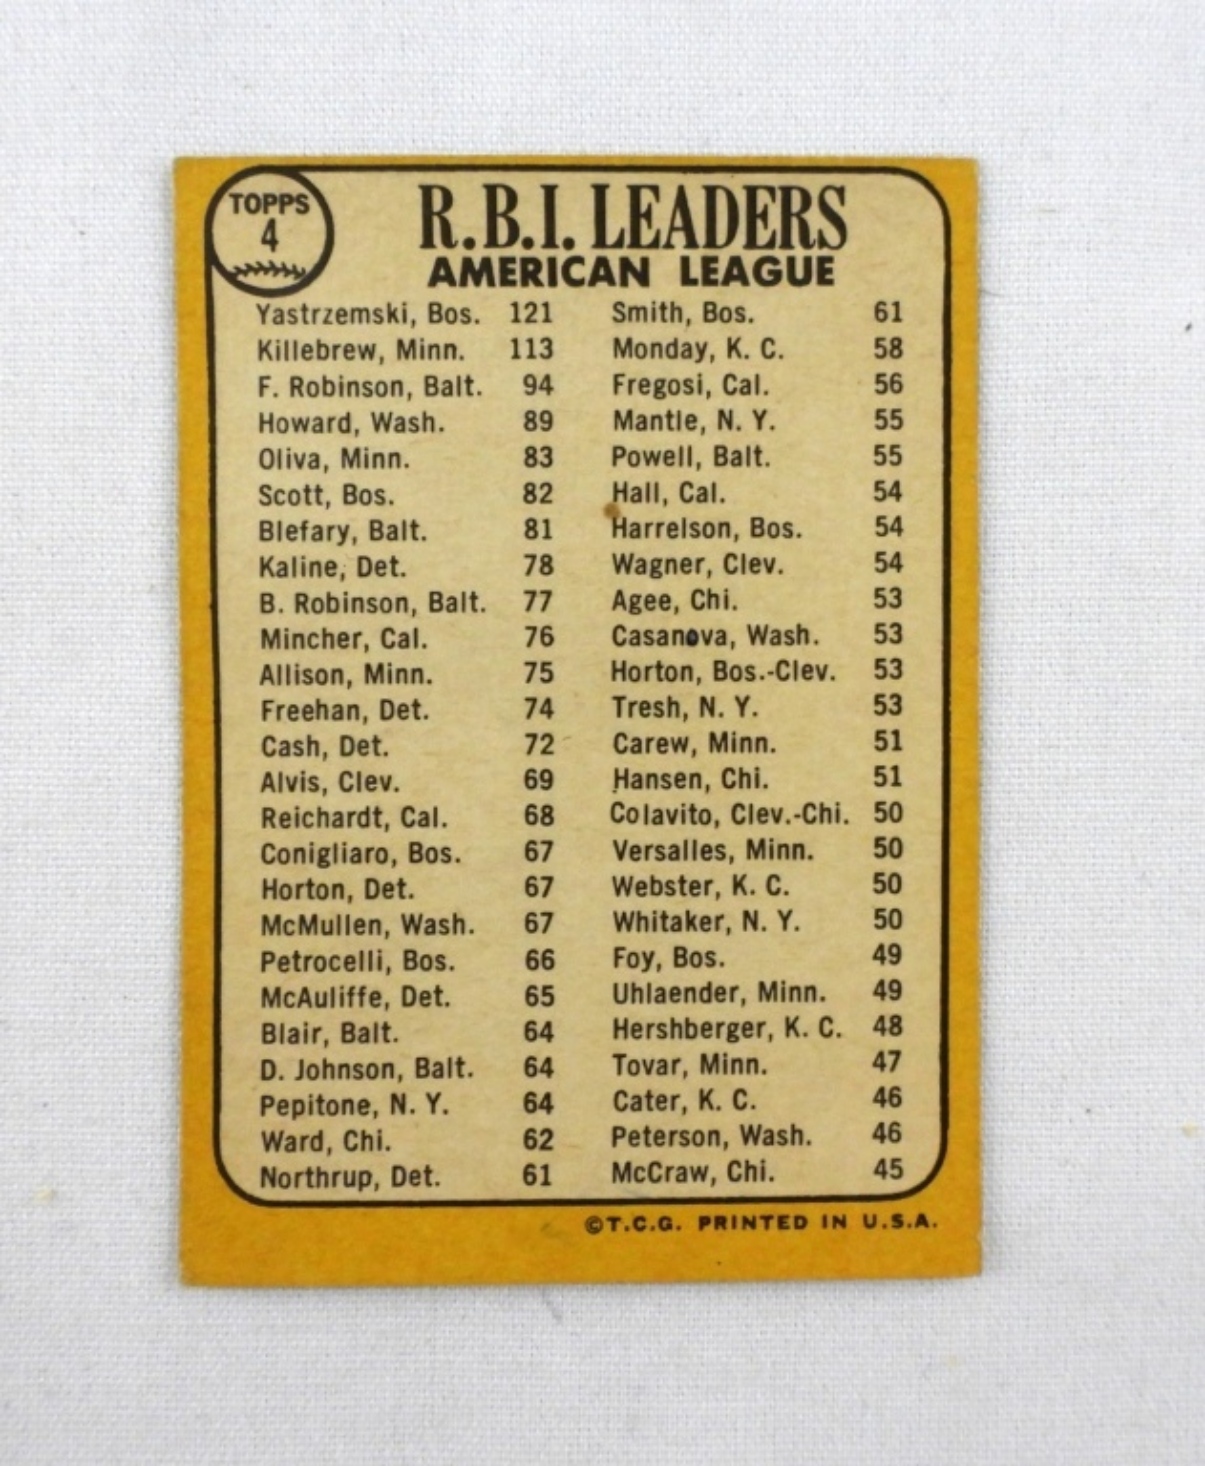 TOPPS
4
R.B.I. LEADERS
AMERICAN LEAGUE
Yastrzemski, Bos. 121
Killebrew, Minn. 113
F. Robinson, Balt. 94
Howard, Wash. 89
Oliva, Minn. 83
Scott, Bos. 82
Blefary, Balt. 81
Kaline, Det. 78
B. Robinson, Balt. 77
Mincher, Cal. 76
Allison, Minn. 75
Freehan, Det. 74
Cash, Det. 72
Alvis, Clev. 69
Reichardt, Cal. 68
Conigliaro, Bos. 67
Horton, Det. 67
McMullen, Wash. 67
Petrocelli, Bos. 66
McAuliffe, Det. 65
Blair, Balt. 64
D. Johnson, Balt. 64
Pepitone, N. Y. 64
Ward, Chi. 62
Northrup, Det. 61
Smith, Bos. 61
Monday, K. C. 58
Fregosi, Cal. 56
Mantle, N. Y. 55
Powell, Balt. 55
Hall, Cal. 54
Harrelson, Bos. 54
Wagner, Clev. 54
Agee, Chi. 53
Casanova, Wash. 53
Horton, Bos.-Clev. 53
Tresh, N. Y. 53
Carew, Minn. 51
Hansen, Chi. 51
Colavito, Clev.-Chi. 50
Versalles, Minn. 50
Webster, K. C. 50
Whitaker, N. Y. 50
Foy, Bos. 49
Uhlaender, Minn. 49
Hershberger, K. C. 48
Tovar, Minn. 47
Cater, K. C. 46
Peterson, Wash. 46
McCraw, Chi. 45
©T.C.G. PRINTED IN U.S.A.